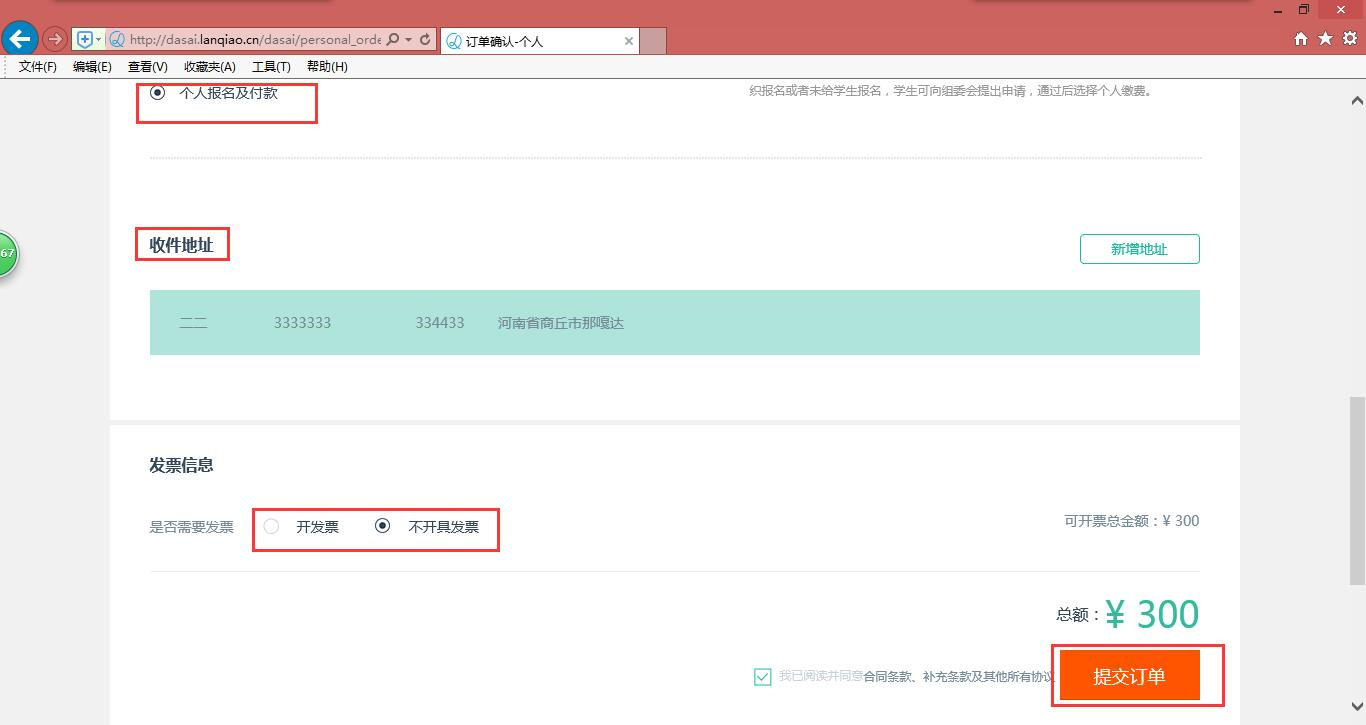 http://dasai.lanqiao.cn/dasai/personal_orde
订单确认-个人
文件(F) 编辑(E) 查看(V) 收藏夹(A) 工具(T) 帮助(H)
个人报名及付款
织报名或者未给学生报名，学生可向组委会提出申请，通过后选择个人缴费。
67
收件地址
新增地址
二二 3333333 334433 河南省商丘市那嘎达
发票信息
是否需要发票 开发票 不开具发票
可开票总金额：¥ 300
总额：¥ 300
我已阅读并同意合同条款、补充条款及其他所有协议
提交订单